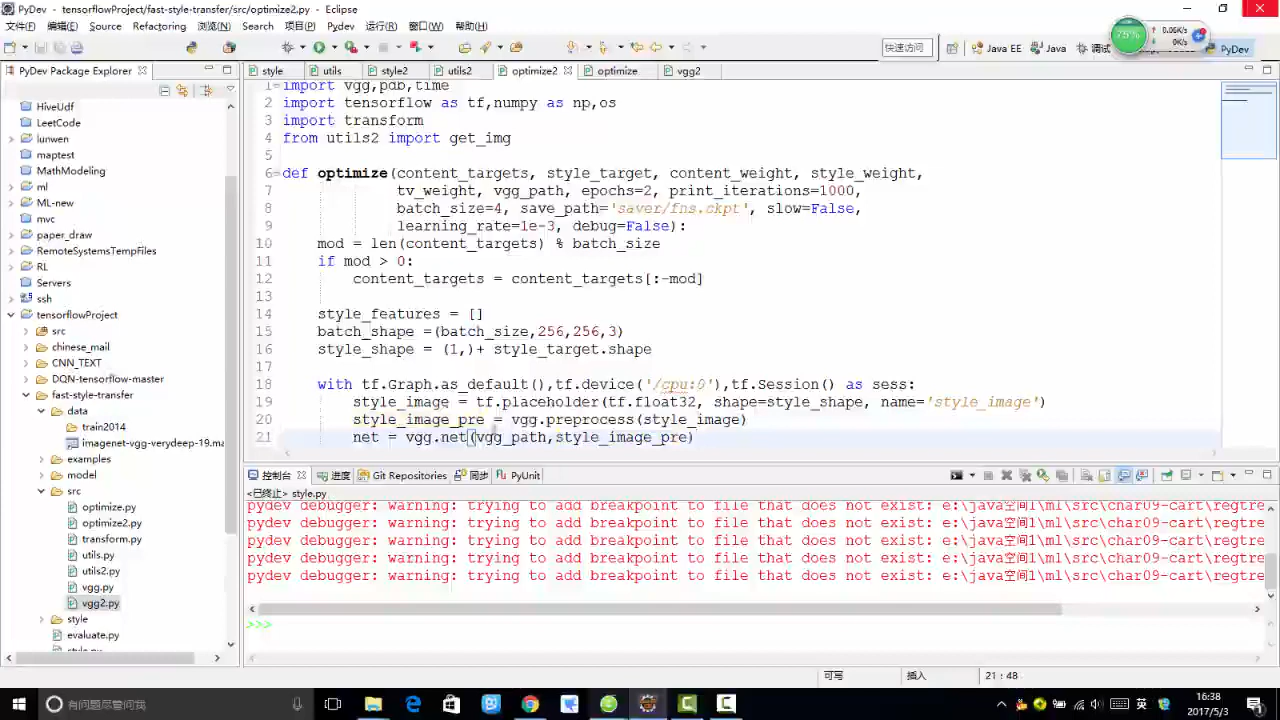 PyDev - tensorflowProject/fast-style-transfer/src/optimize2.py - Eclipse
文件(F) 编辑(E) Source Refactoring 浏览(N) Search 项目(P) Pydev 运行(R) 窗口(W) 帮助(H)
75% 0.05K/s 0K/s
快速访问 Java EE Java 调试 PyDev
PyDev Package Explorer
style utils style2 utils2 optimize2 optimize vgg2
HiveUdf
LeetCode
lunwen
maptest
MathModeling
ml
ML-new
mvc
paper_draw
RemoteSystemsTempFiles
RL
Servers
ssh
tensorflowProject
src
chinese_mail
CNN_TEXT
DQN-tensorflow-master
fast-style-transfer
data
train2014
imagenet-vgg-verydeep-19.ma
examples
model
src
optimize.py
optimize2.py
transform.py
utils.py
utils2.py
vgg.py
vgg2.py
style
evaluate.py
1 import vgg,pdb,time
2 import tensorflow as tf,numpy as np,os
3 import transform
4 from utils2 import get_img
5
6 def optimize(content_targets, style_target, content_weight, style_weight,
7 tv_weight, vgg_path, epochs=2, print_iterations=1000,
8 batch_size=4, save_path='saver/fns.ckpt', slow=False,
9 learning_rate=1e-3, debug=False):
10 mod = len(content_targets) % batch_size
11 if mod > 0:
12 content_targets = content_targets[:-mod]
13
14 style_features = []
15 batch_shape =(batch_size,256,256,3)
16 style_shape = (1,)+ style_target.shape
17
18 with tf.Graph.as_default(),tf.device('/cpu:0'),tf.Session() as sess:
19 style_image = tf.placeholder(tf.float32, shape=style_shape, name='style_image')
20 style_image_pre = vgg.preprocess(style_image)
21 net = vgg.net(vgg_path,style_image_pre)
控制台 进度 Git Repositories 同步 PyUnit
<已终止> style.py
pydev debugger: warning: trying to add breakpoint to file that does not exist: e:\java空间1\ml\src\char09-cart\regtre
pydev debugger: warning: trying to add breakpoint to file that does not exist: e:\java空间1\ml\src\char09-cart\regtre
pydev debugger: warning: trying to add breakpoint to file that does not exist: e:\java空间1\ml\src\char09-cart\regtre
pydev debugger: warning: trying to add breakpoint to file that does not exist: e:\java空间1\ml\src\char09-cart\regtre
pydev debugger: warning: trying to add breakpoint to file that does not exist: e:\java空间1\ml\src\char09-cart\regtre
>>>
可写 插入 21 : 48
有问题尽管问我
英
16:38
2017/5/3